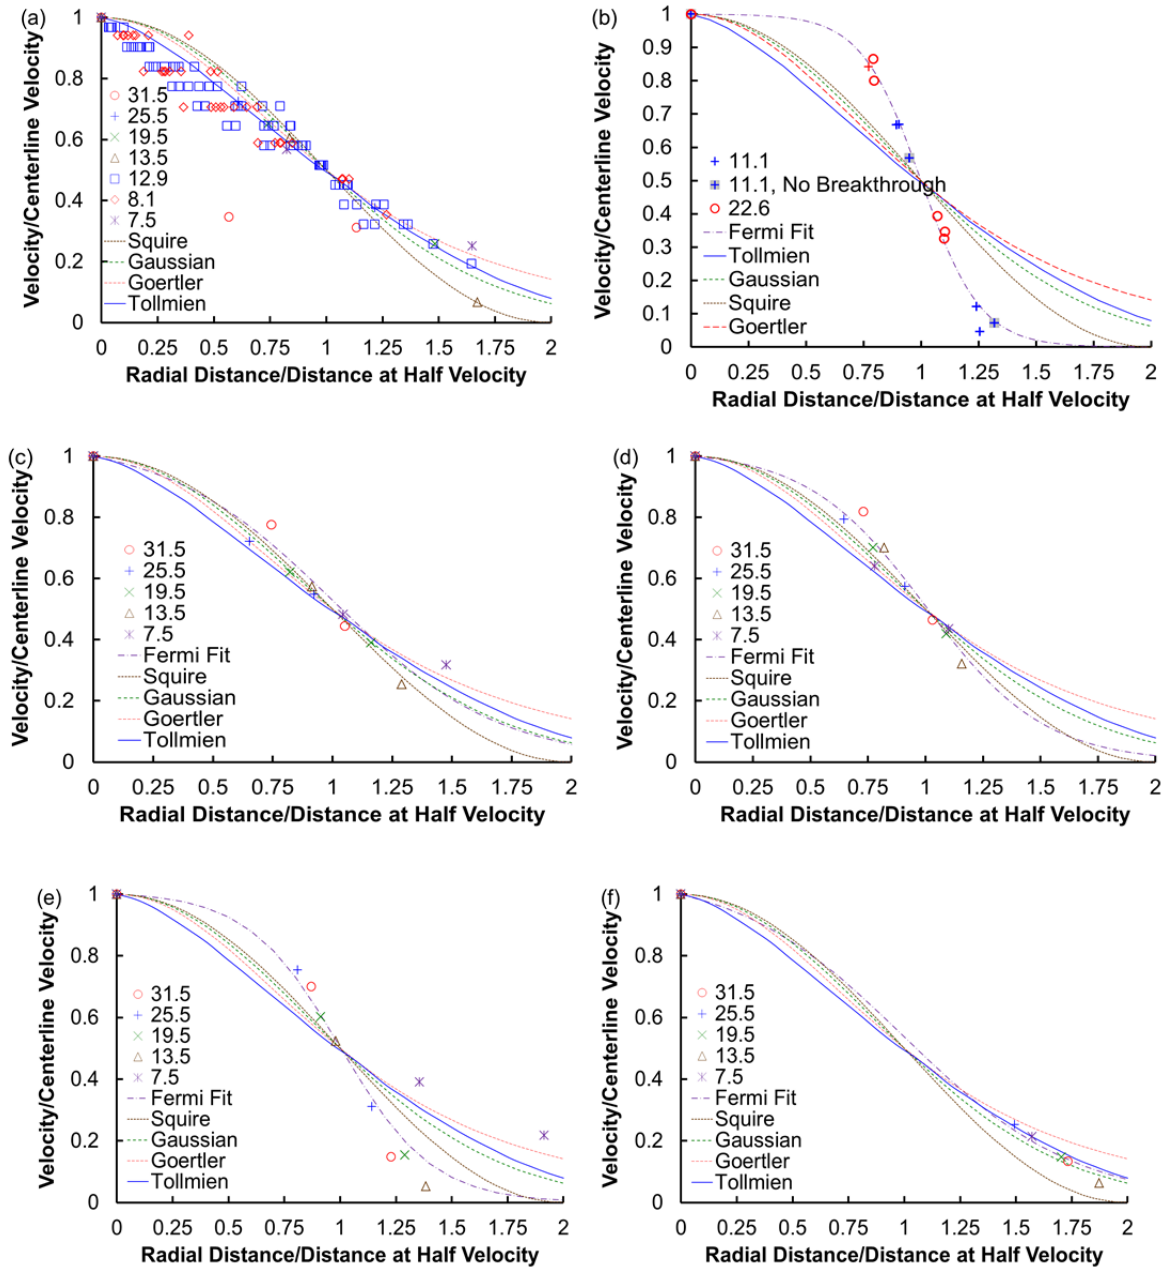 (a)
Velocity/Centerline Velocity
1
0.8
0.6
0.4
0.2
0
31.5
25.5
19.5
13.5
12.9
8.1
7.5
Squire
Gaussian
Goertler
Tollmien
0 0.25 0.5 0.75 1 1.25 1.5 1.75 2
Radial Distance/Distance at Half Velocity
(b)
Velocity/Centerline Velocity
1
0.9
0.8
0.7
0.6
0.5
0.4
0.3
0.2
0.1
0
11.1
11.1, No Breakthrough
22.6
Fermi Fit
Tollmien
Gaussian
Squire
Goertler
0 0.25 0.5 0.75 1 1.25 1.5 1.75 2
Radial Distance/Distance at Half Velocity
(c)
Velocity/Centerline Velocity
1
0.8
0.6
0.4
0.2
0
31.5
25.5
19.5
13.5
7.5
Fermi Fit
Squire
Gaussian
Goertler
Tollmien
0 0.25 0.5 0.75 1 1.25 1.5 1.75 2
Radial Distance/Distance at Half Velocity
(d)
Velocity/Centerline Velocity
1
0.8
0.6
0.4
0.2
0
31.5
25.5
19.5
13.5
7.5
Fermi Fit
Squire
Gaussian
Goertler
Tollmien
0 0.25 0.5 0.75 1 1.25 1.5 1.75 2
Radial Distance/Distance at Half Velocity
(e)
Velocity/Centerline Velocity
1
0.8
0.6
0.4
0.2
0
31.5
25.5
19.5
13.5
7.5
Fermi Fit
Squire
Gaussian
Goertler
Tollmien
0 0.25 0.5 0.75 1 1.25 1.5 1.75 2
Radial Distance/Distance at Half Velocity
(f)
Velocity/Centerline Velocity
1
0.8
0.6
0.4
0.2
0
31.5
25.5
19.5
13.5
7.5
Fermi Fit
Squire
Gaussian
Goertler
Tollmien
0 0.25 0.5 0.75 1 1.25 1.5 1.75 2
Radial Distance/Distance at Half Velocity